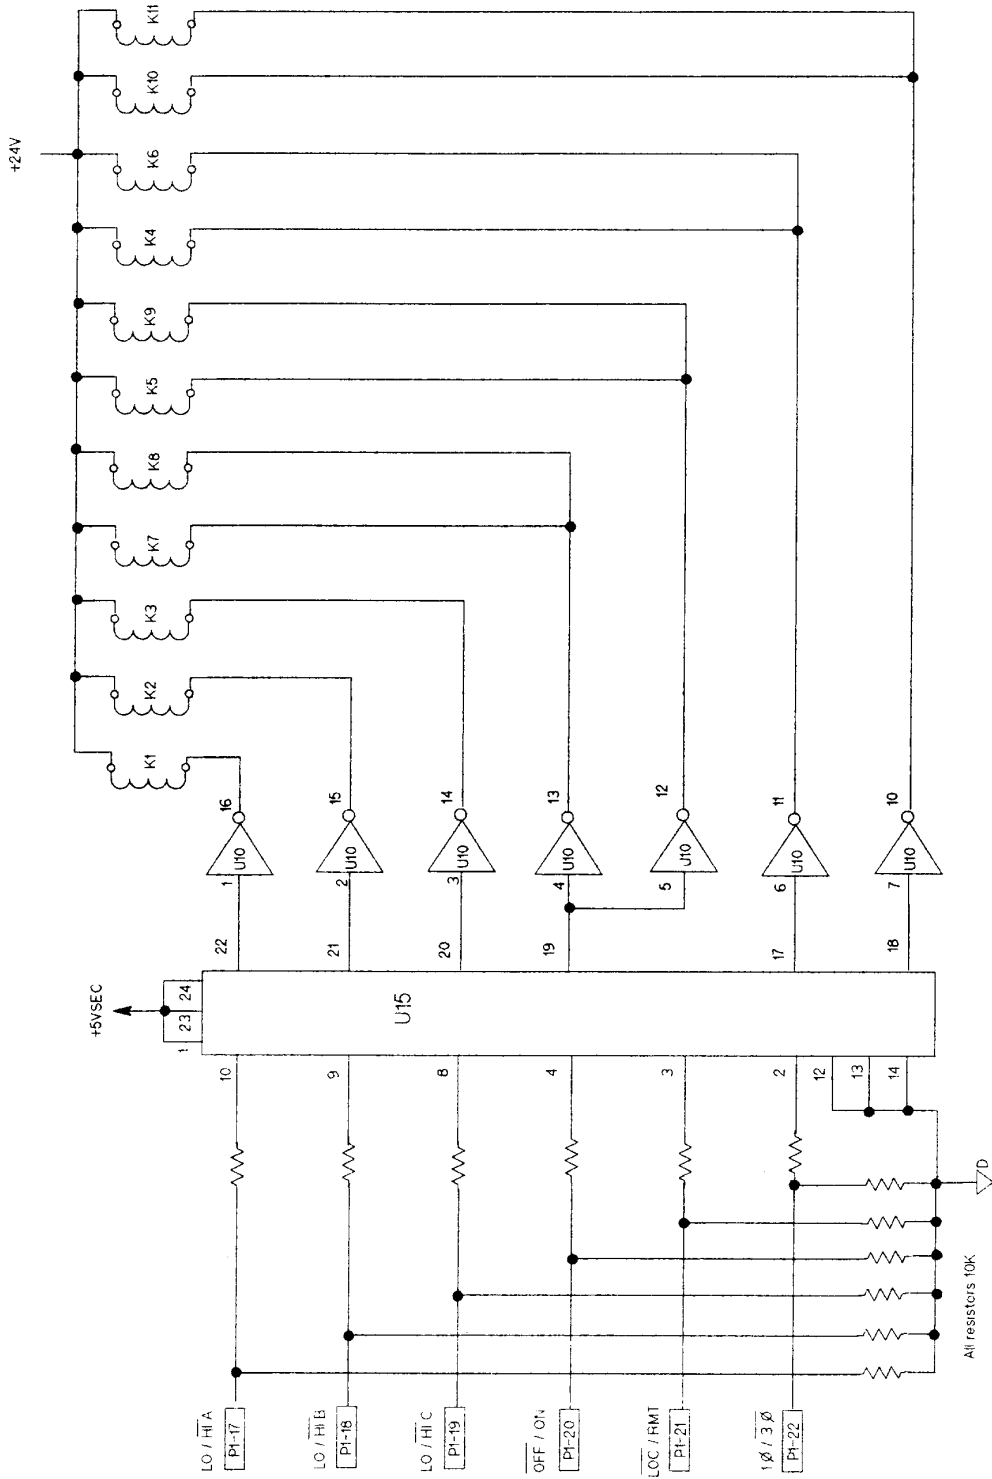 LO / HI A
P1-17
LO / HI B
P1-18
LO / HI C
P1-19
OFF / ON
P1-20
LOC / RMT
P1-21
1Ø / 3Ø
P1-22
All resistors 10K
D
+5VSEC
1
23
24
10
9
8
4
3
2
12
13
14
U15
22
21
20
19
17
18
1
U10
16
2
U10
15
3
U10
14
4
U10
13
5
U10
12
6
U10
11
7
U10
10
+24V
K1
K2
K3
K7
K8
K5
K9
K4
K6
K10
K11